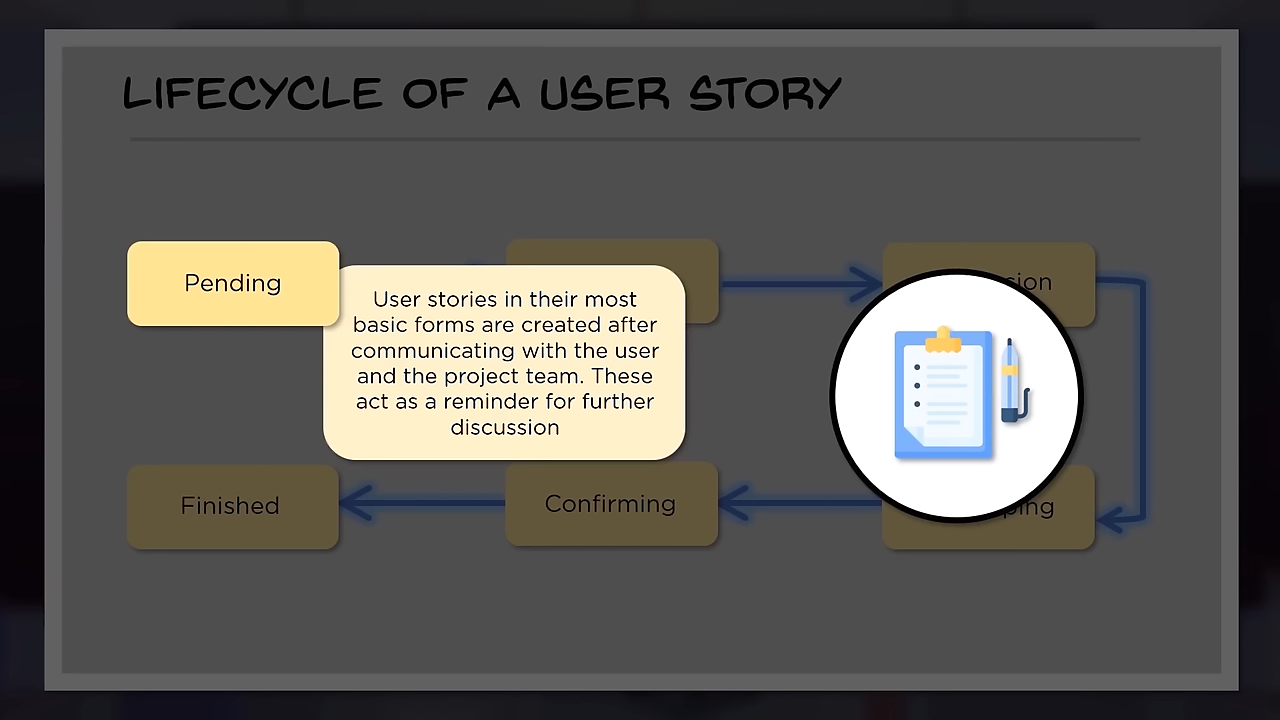 LIFECYCLE OF A USER STORY
Pending
User stories in their most
basic forms are created after
communicating with the user
and the project team. These
act as a reminder for further
discussion
Finished
Confirming